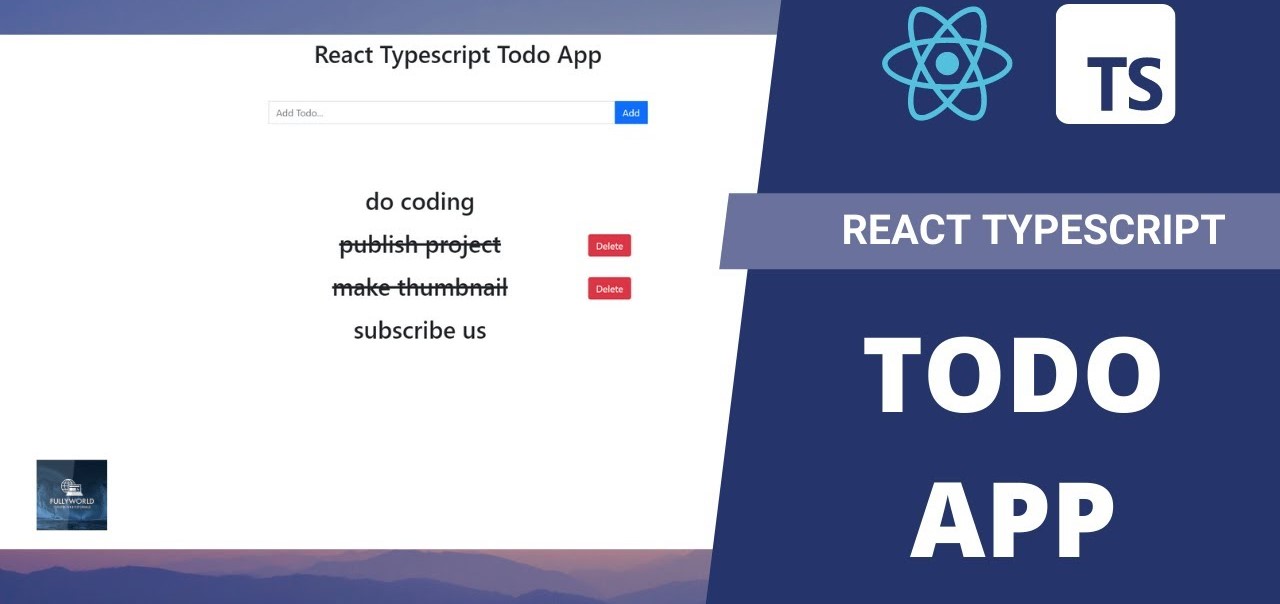 React Typescript Todo App
Add Todo...
Add
do coding
publish project
Delete
make thumbnail
Delete
subscribe us
FULLYWORLD
TS
REACT TYPESCRIPT
TODO
APP